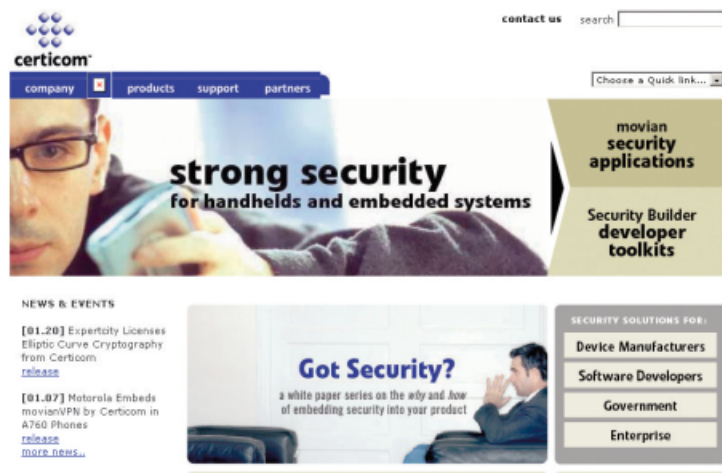 contact us
search
certicom
company
products
support
partners
Choose a Quick link...
strong security
for handhelds and embedded systems
movian
security
applications
Security Builder
developer
toolkits
NEWS & EVENTS
[01.20] Expertcity Licenses
Elliptic Curve Cryptography
from Certicom
release
[01.07] Motorola Embeds
movianVPN by Certicom in
A760 Phones
release
more news...
Got Security?
a white paper series on the why and how
of embedding security into your product
SECURITY SOLUTIONS FOR:
Device Manufacturers
Software Developers
Government
Enterprise